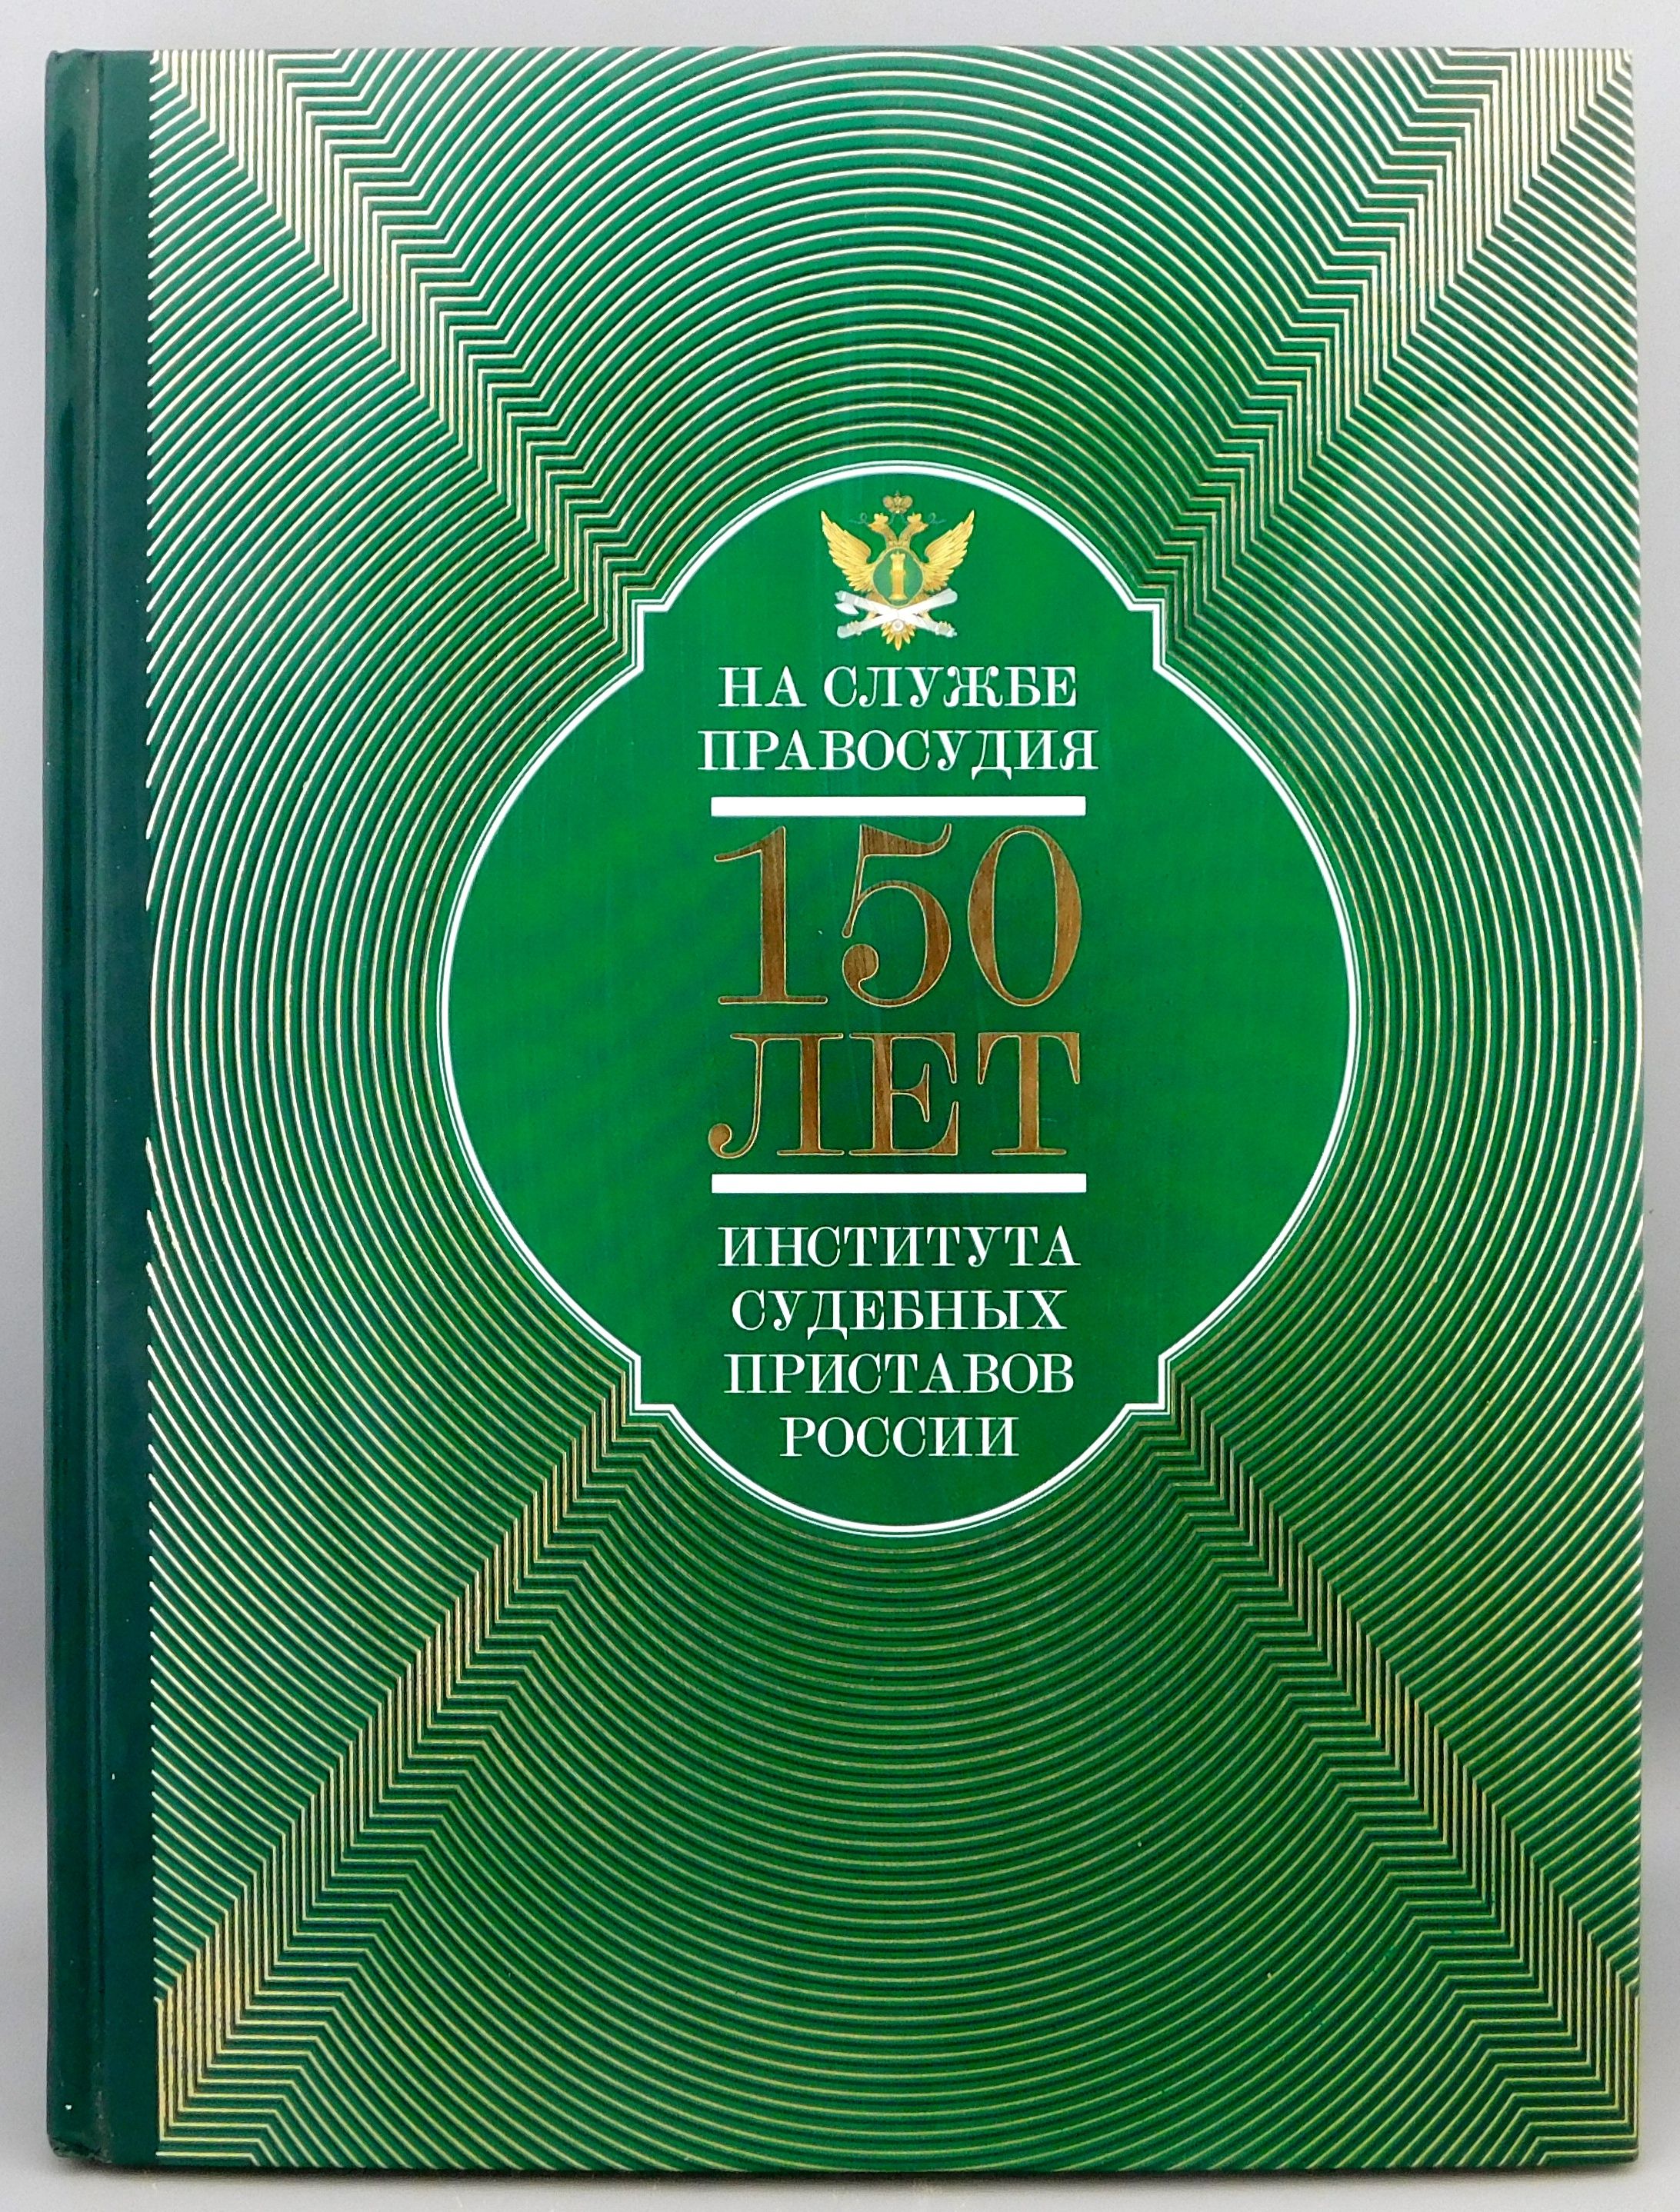 НА СЛУЖБЕ
ПРАВОСУДИЯ
150
ЛЕТ
ИНСТИТУТА
СУДЕБНЫХ
ПРИСТАВОВ
РОССИИ